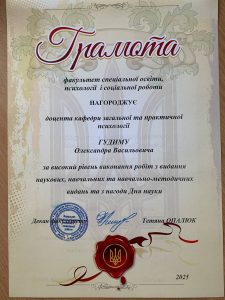 Грамота
факультет спеціальної освіти,
психології і соціальної роботи
НАГОРОДЖУЄ
доцента кафедри загальної та практичної
психології
ГУДИМУ
Олександра Васильовича
за високий рівень виконання робіт з видання
наукових, навчальних та навчально-методичних
видань та з нагоди Дня науки
Декан факультету Тетяна ОПАЛЮК
2025